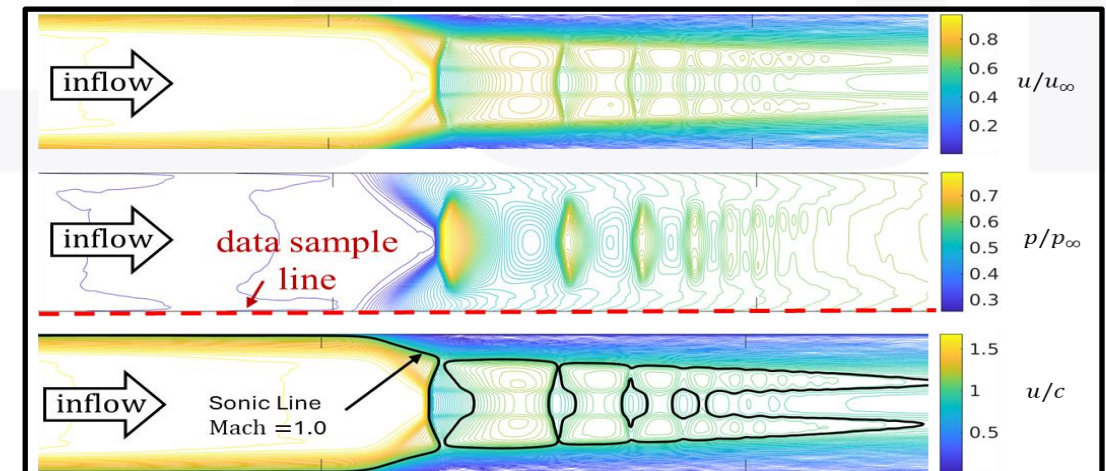 inflow
0.8
0.6
0.4
0.2
u/u∞
inflow
data sample
line
0.7
0.6
0.5
0.4
0.3
p/p∞
inflow
Sonic Line
Mach =1.0
1.5
1
0.5
u/c